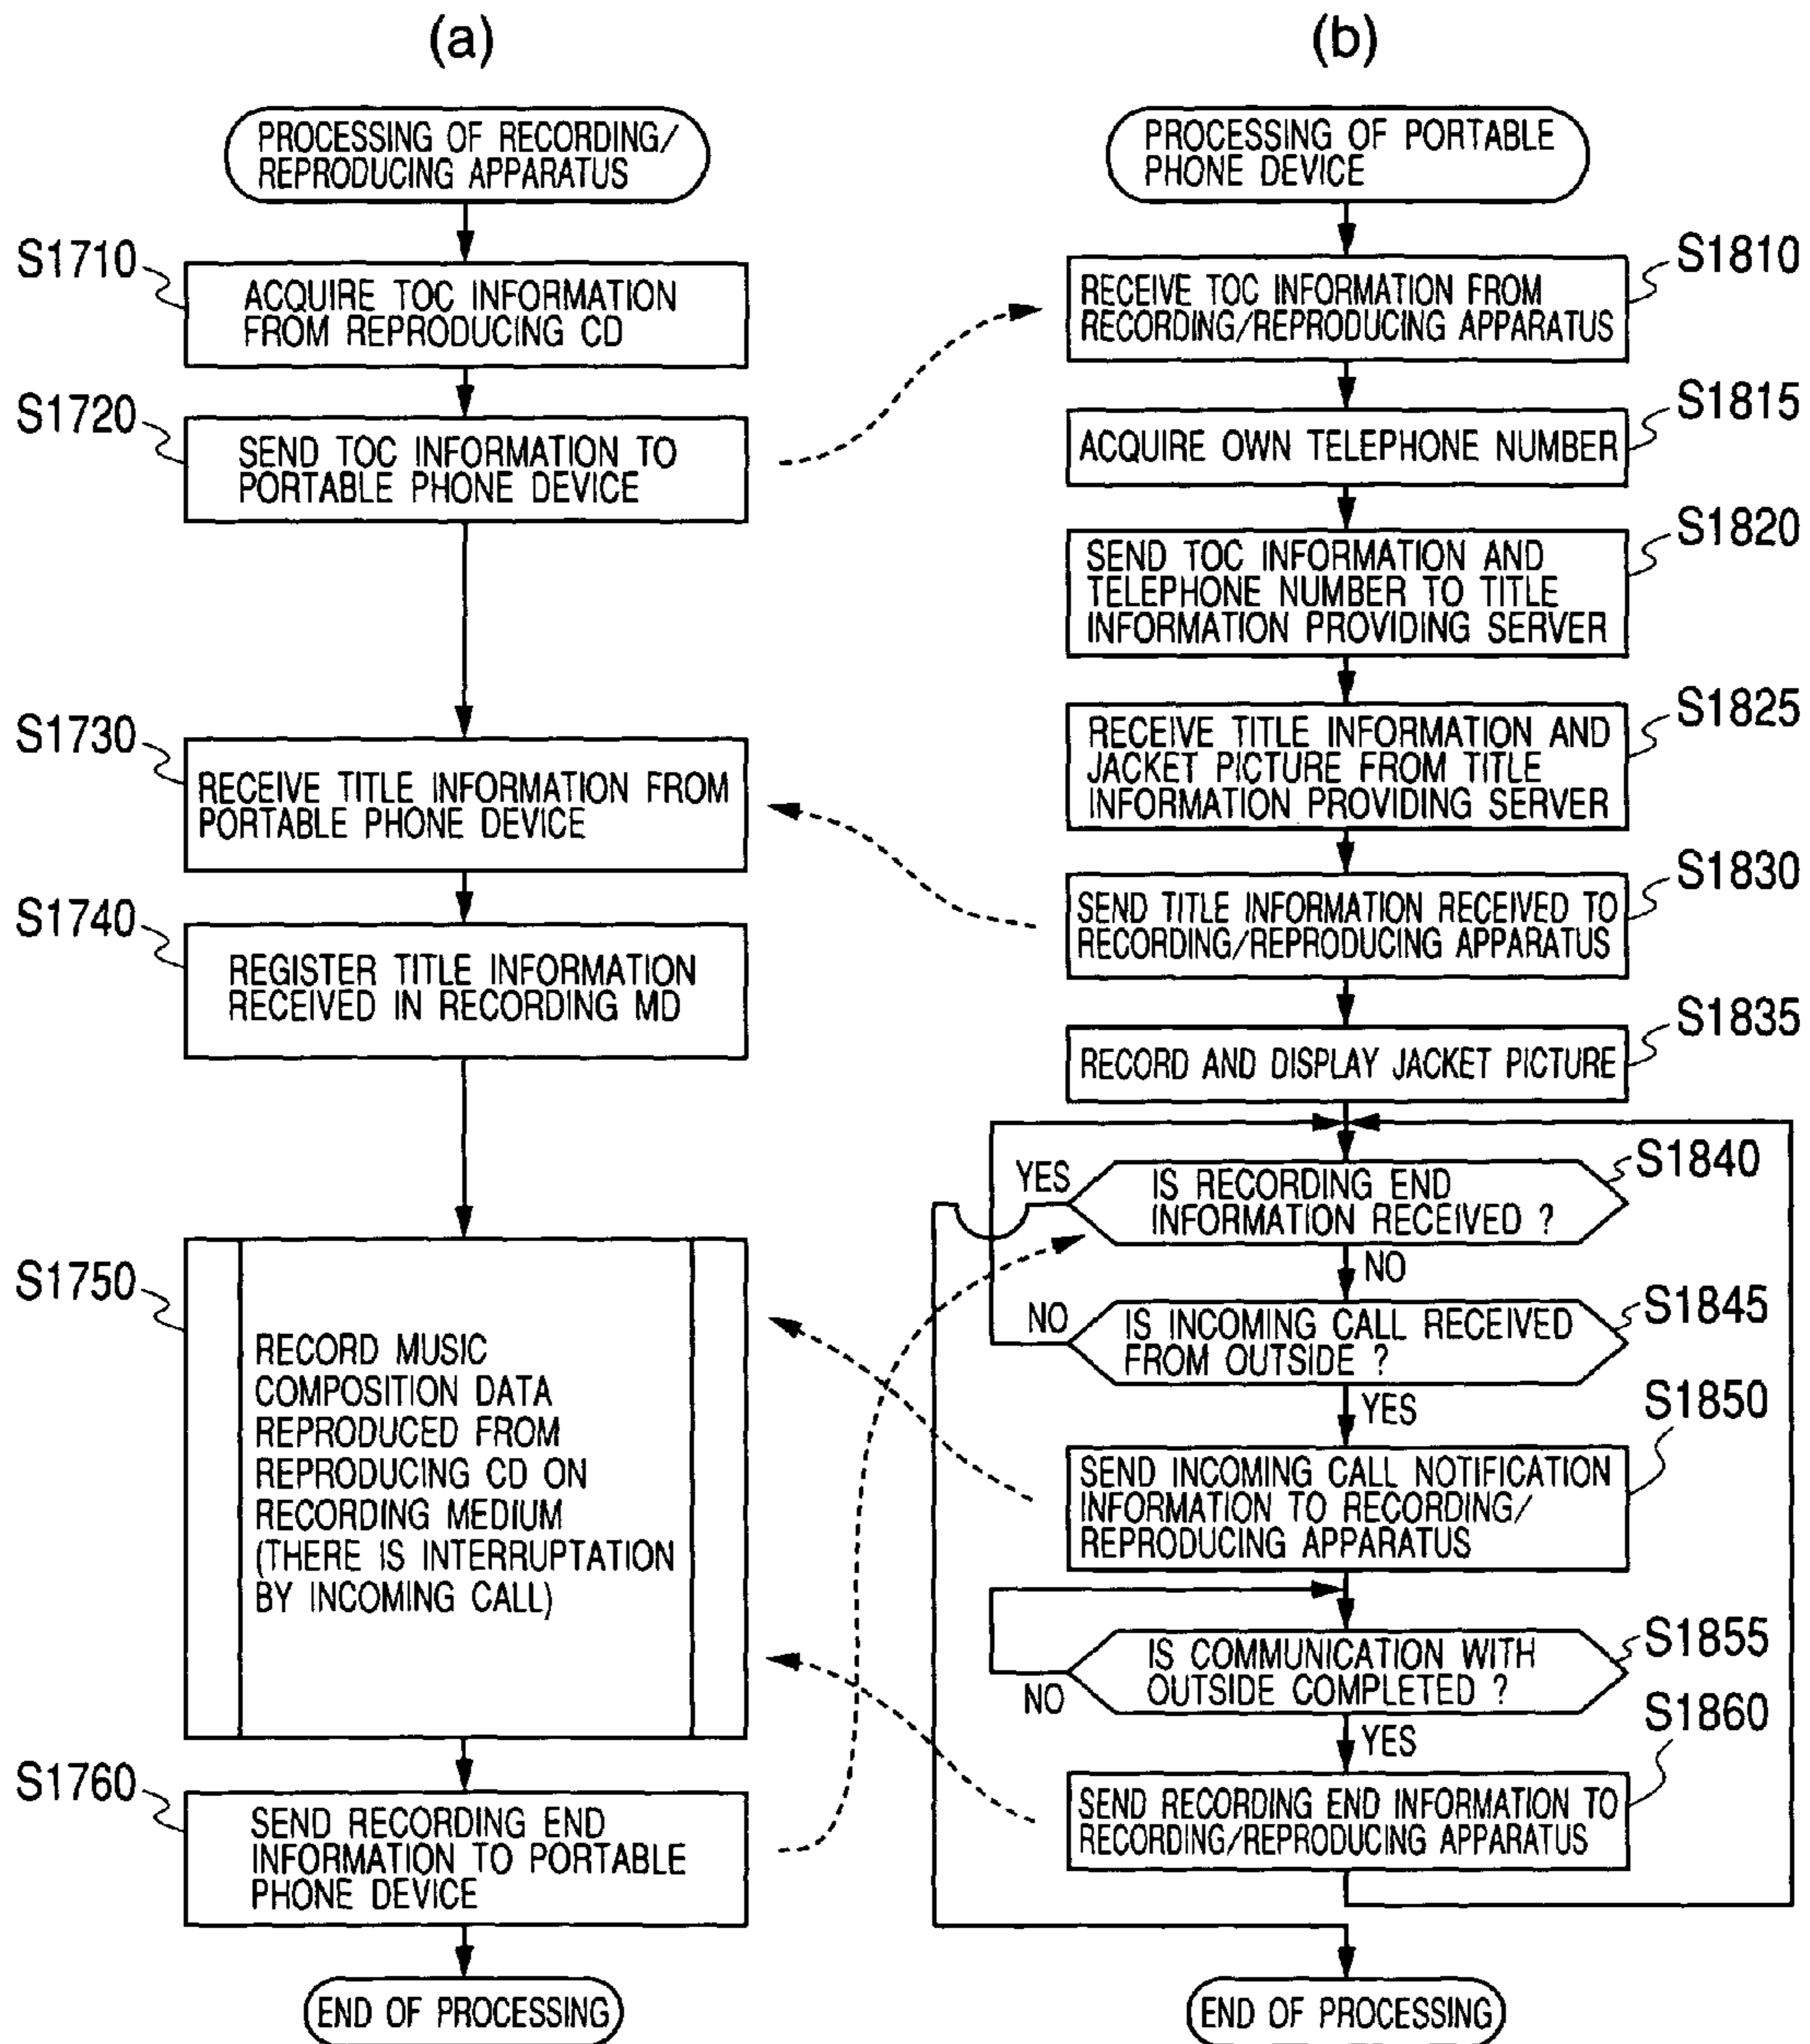 (a)
PROCESSING OF RECORDING/
REPRODUCING APPARATUS
S1710
ACQUIRE TOC INFORMATION
FROM REPRODUCING CD
S1720
SEND TOC INFORMATION TO
PORTABLE PHONE DEVICE
S1730
RECEIVE TITLE INFORMATION FROM
PORTABLE PHONE DEVICE
S1740
REGISTER TITLE INFORMATION
RECEIVED IN RECORDING MD
S1750
RECORD MUSIC
COMPOSITION DATA
REPRODUCED FROM
REPRODUCING CD ON
RECORDING MEDIUM
(THERE IS INTERRUPTATION
BY INCOMING CALL)
S1760
SEND RECORDING END
INFORMATION TO PORTABLE
PHONE DEVICE
END OF PROCESSING
(b)
PROCESSING OF PORTABLE
PHONE DEVICE
S1810
RECEIVE TOC INFORMATION FROM
RECORDING/REPRODUCING APPARATUS
S1815
ACQUIRE OWN TELEPHONE NUMBER
S1820
SEND TOC INFORMATION AND
TELEPHONE NUMBER TO TITLE
INFORMATION PROVIDING SERVER
S1825
RECEIVE TITLE INFORMATION AND
JACKET PICTURE FROM TITLE
INFORMATION PROVIDING SERVER
S1830
SEND TITLE INFORMATION RECEIVED TO
RECORDING/REPRODUCING APPARATUS
S1835
RECORD AND DISPLAY JACKET PICTURE
S1840
YES
IS RECORDING END
INFORMATION RECEIVED ?
NO
S1845
NO
IS INCOMING CALL RECEIVED
FROM OUTSIDE ?
YES
S1850
SEND INCOMING CALL NOTIFICATION
INFORMATION TO RECORDING/
REPRODUCING APPARATUS
S1855
IS COMMUNICATION WITH
OUTSIDE COMPLETED ?
NO
YES
S1860
SEND RECORDING END INFORMATION TO
RECORDING/REPRODUCING APPARATUS
END OF PROCESSING